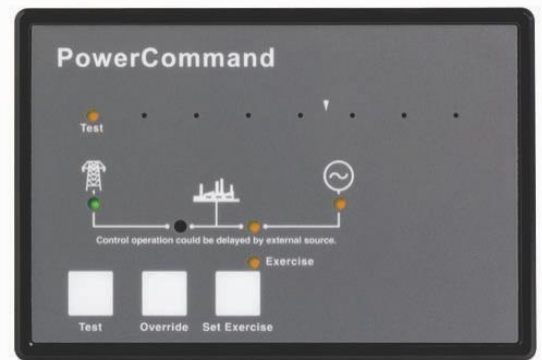 PowerCommand
Test
Control operation could be delayed by external source.
Exercise
Test Override Set Exercise